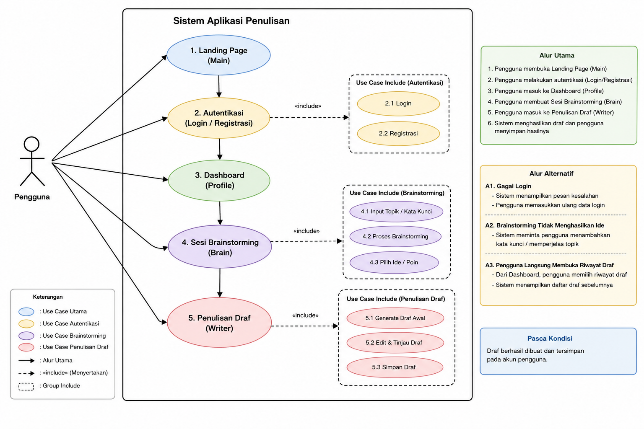 Sistem Aplikasi Penulisan
1. Landing Page
(Main)
2. Autentikasi
(Login / Registrasi)
3. Dashboard
(Profile)
4. Sesi Brainstorming
(Brain)
5. Penulisan Draf
(Writer)
Pengguna
«include»
Use Case Include (Autentikasi)
2.1 Login
2.2 Registrasi
«include»
Use Case Include (Brainstorming)
4.1 Input Topik / Kata Kunci
4.2 Proses Brainstorming
4.3 Pilih Ide / Poin
«include»
Use Case Include (Penulisan Draf)
5.1 Generate Draf Awal
5.2 Edit & Tinjau Draf
5.3 Simpan Draf
Keterangan
: Use Case Utama
: Use Case Autentikasi
: Use Case Brainstorming
: Use Case Penulisan Draf
: Alur Utama
: «include» (Menyertakan)
: Group Include
Alur Utama
1. Pengguna membuka Landing Page (Main)
2. Pengguna melakukan autentikasi (Login/Registrasi)
3. Pengguna masuk ke Dashboard (Profile)
4. Pengguna membuat Sesi Brainstorming (Brain)
5. Pengguna masuk ke Penulisan Draf (Writer)
6. Sistem menghasilkan draf dan pengguna
menyimpan hasilnya.
Alur Alternatif
A1. Gagal Login
- Sistem menampilkan pesan kesalahan
- Pengguna memasukkan ulang data login
A2. Brainstorming Tidak Menghasilkan Ide
- Sistem meminta pengguna menambahkan
kata kunci / memperjelas topik
A3. Pengguna Langsung Membuka Riwayat Draf
- Dari Dashboard, pengguna memilih riwayat draf
- Sistem menampilkan daftar draf sebelumnya
Pasca Kondisi
Draf berhasil dibuat dan tersimpan
pada akun pengguna.